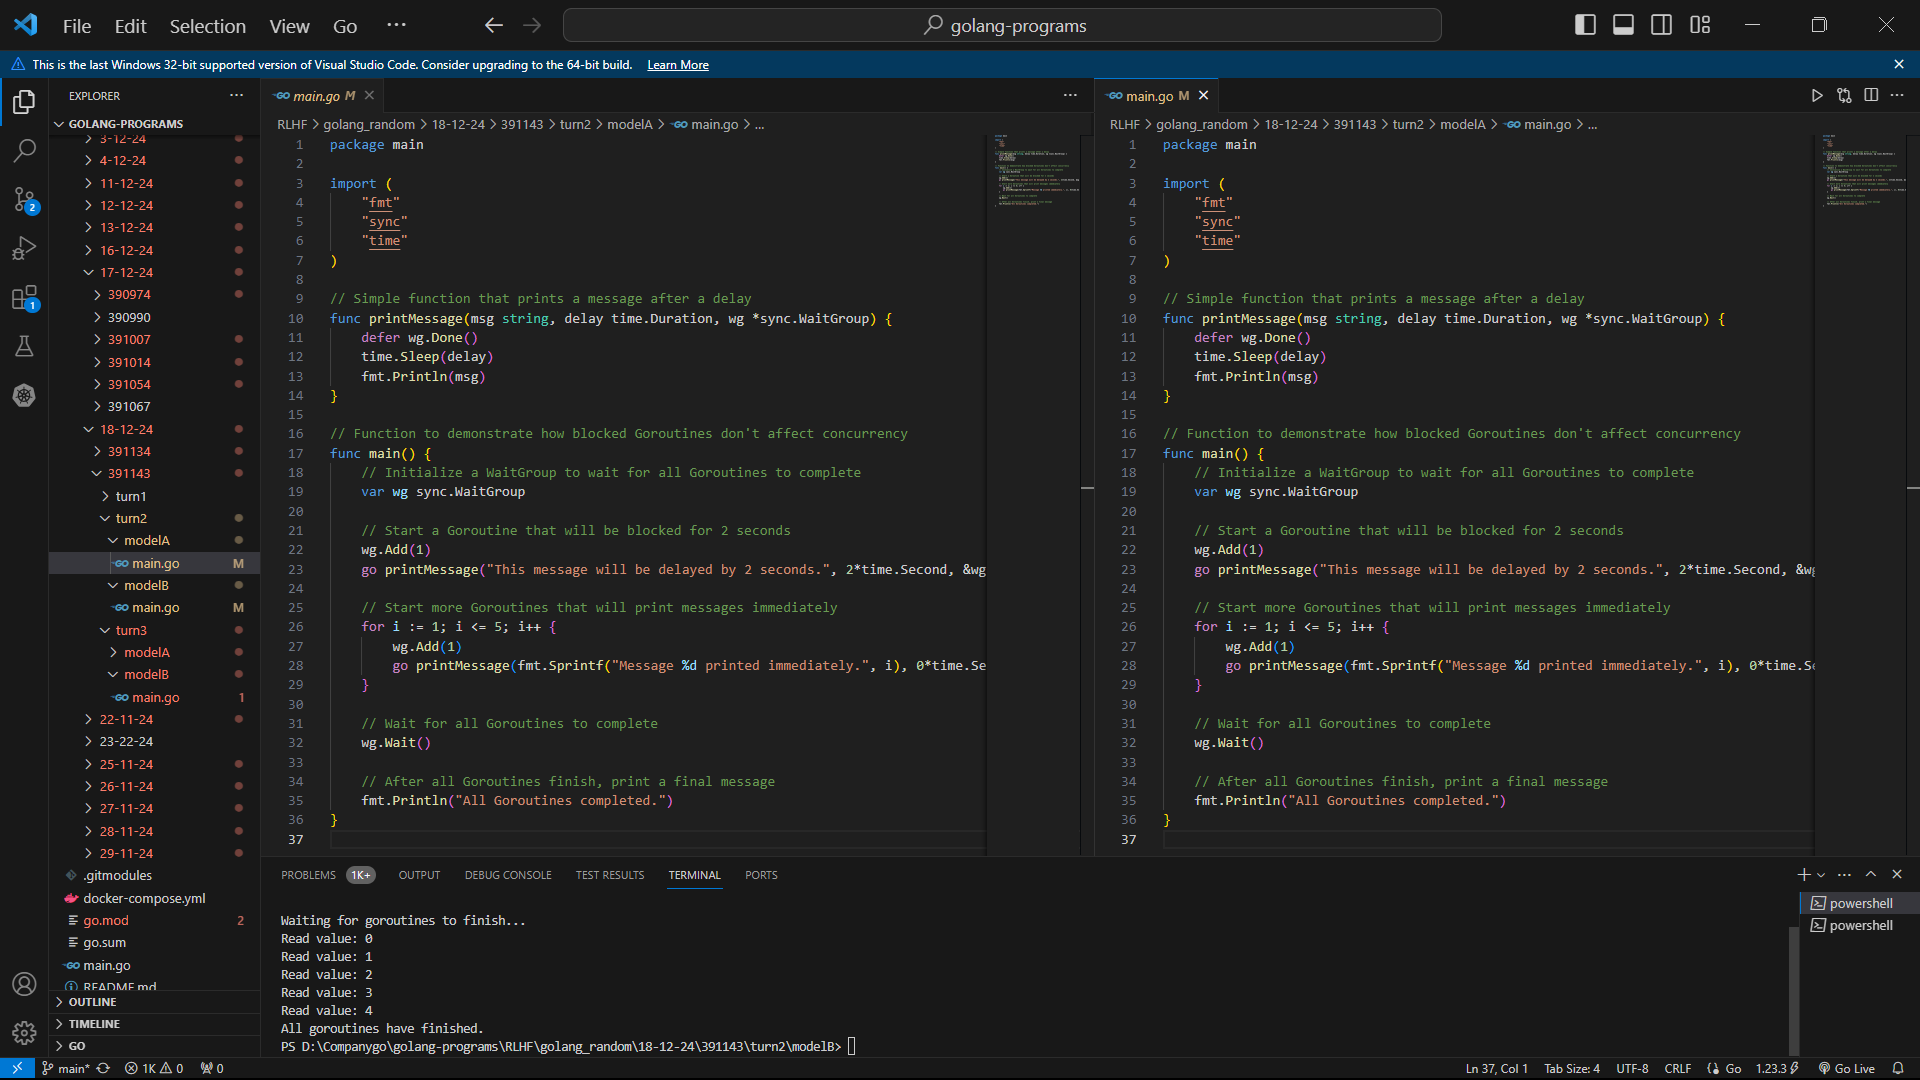 File Edit Selection View Go ··· golang-programs
This is the last Windows 32-bit supported version of Visual Studio Code. Consider upgrading to the 64-bit build. Learn More
EXPLORER
GOLANG-PROGRAMS
3-12-24
4-12-24
11-12-24
12-12-24
13-12-24
16-12-24
17-12-24
390974
390990
391007
391014
391054
391067
18-12-24
391134
391143
turn1
turn2
modelA
main.go M
modelB
main.go M
turn3
modelA
modelB
main.go 1
22-11-24
23-22-24
25-11-24
26-11-24
27-11-24
28-11-24
29-11-24
.gitmodules
docker-compose.yml
go.mod 2
go.sum
main.go
README.md
OUTLINE
TIMELINE
GO
2
1
main.go M
RLHF > golang_random > 18-12-24 > 391143 > turn2 > modelA > main.go > ...
1 package main
2
3 import (
4 "fmt"
5 "sync"
6 "time"
7 )
8
9 // Simple function that prints a message after a delay
10 func printMessage(msg string, delay time.Duration, wg *sync.WaitGroup) {
11 defer wg.Done()
12 time.Sleep(delay)
13 fmt.Println(msg)
14 }
15
16 // Function to demonstrate how blocked Goroutines don't affect concurrency
17 func main() {
18 // Initialize a WaitGroup to wait for all Goroutines to complete
19 var wg sync.WaitGroup
20
21 // Start a Goroutine that will be blocked for 2 seconds
22 wg.Add(1)
23 go printMessage("This message will be delayed by 2 seconds.", 2*time.Second, &wg
24
25 // Start more Goroutines that will print messages immediately
26 for i := 1; i <= 5; i++ {
27 wg.Add(1)
28 go printMessage(fmt.Sprintf("Message %d printed immediately.", i), 0*time.Se
29 }
30
31 // Wait for all Goroutines to complete
32 wg.Wait()
33
34 // After all Goroutines finish, print a final message
35 fmt.Println("All Goroutines completed.")
36 }
37
main.go M
RLHF > golang_random > 18-12-24 > 391143 > turn2 > modelA > main.go > ...
1 package main
2
3 import (
4 "fmt"
5 "sync"
6 "time"
7 )
8
9 // Simple function that prints a message after a delay
10 func printMessage(msg string, delay time.Duration, wg *sync.WaitGroup) {
11 defer wg.Done()
12 time.Sleep(delay)
13 fmt.Println(msg)
14 }
15
16 // Function to demonstrate how blocked Goroutines don't affect concurrency
17 func main() {
18 // Initialize a WaitGroup to wait for all Goroutines to complete
19 var wg sync.WaitGroup
20
21 // Start a Goroutine that will be blocked for 2 seconds
22 wg.Add(1)
23 go printMessage("This message will be delayed by 2 seconds.", 2*time.Second, &w
24
25 // Start more Goroutines that will print messages immediately
26 for i := 1; i <= 5; i++ {
27 wg.Add(1)
28 go printMessage(fmt.Sprintf("Message %d printed immediately.", i), 0*time.S
29 }
30
31 // Wait for all Goroutines to complete
32 wg.Wait()
33
34 // After all Goroutines finish, print a final message
35 fmt.Println("All Goroutines completed.")
36 }
37
PROBLEMS 1K+ OUTPUT DEBUG CONSOLE TEST RESULTS TERMINAL PORTS
Waiting for goroutines to finish...
Read value: 0
Read value: 1
Read value: 2
Read value: 3
Read value: 4
All goroutines have finished.
PS D:\Companygo\golang-programs\RLHF\golang_random\18-12-24\391143\turn2\modelB>
powershell
powershell
main* 1K 0 0 Ln 37, Col 1 Tab Size: 4 UTF-8 CRLF Go 1.23.3 Go Live